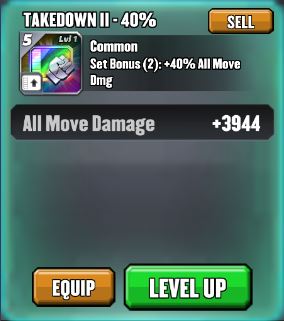 TAKEDOWN II - 40%
SELL
5
Lvl 1
Common
Set Bonus (2): +40% All Move
Dmg
All Move Damage +3944
EQUIP
LEVEL UP